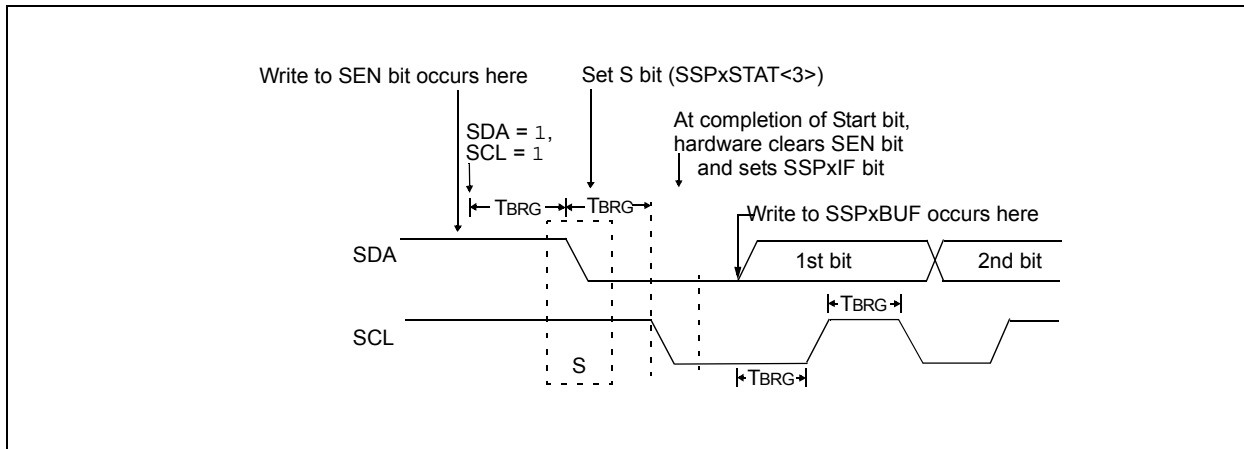 Write to SEN bit occurs here
Set S bit (SSPxSTAT<3>)
SDA = 1,
SCL = 1
At completion of Start bit,
hardware clears SEN bit
and sets SSPxIF bit
TBRG
TBRG
Write to SSPxBUF occurs here
SDA
1st bit
2nd bit
TBRG
SCL
S
TBRG